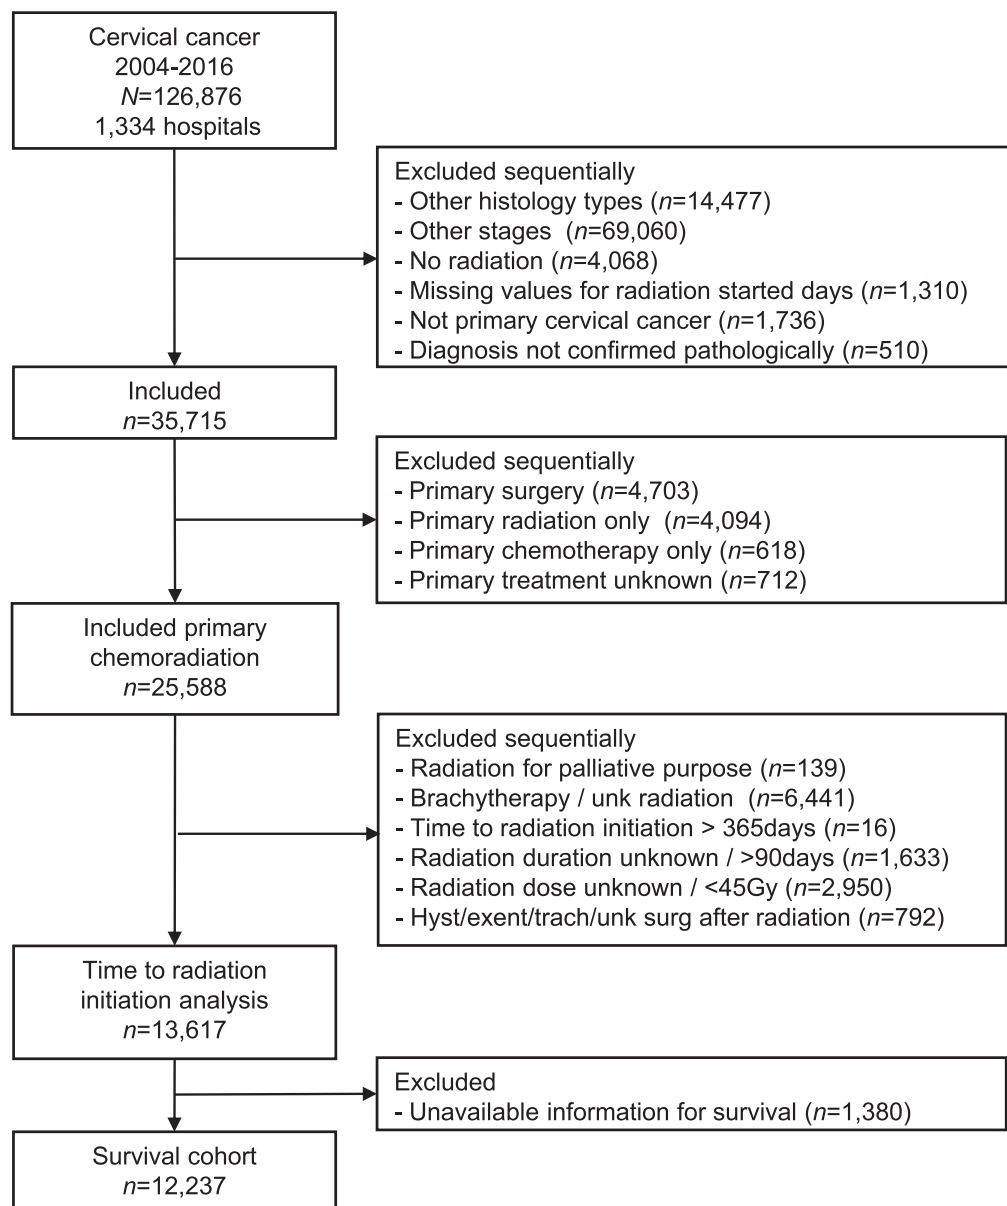 Cervical cancer
2004-2016
N=126,876
1,334 hospitals
Excluded sequentially
- Other histology types (n=14,477)
- Other stages (n=69,060)
- No radiation (n=4,068)
- Missing values for radiation started days (n=1,310)
- Not primary cervical cancer (n=1,736)
- Diagnosis not confirmed pathologically (n=510)
Included
n=35,715
Excluded sequentially
- Primary surgery (n=4,703)
- Primary radiation only (n=4,094)
- Primary chemotherapy only (n=618)
- Primary treatment unknown (n=712)
Included primary
chemoradiation
n=25,588
Excluded sequentially
- Radiation for palliative purpose (n=139)
- Brachytherapy / unk radiation (n=6,441)
- Time to radiation initiation > 365days (n=16)
- Radiation duration unknown / >90days (n=1,633)
- Radiation dose unknown / <45Gy (n=2,950)
- Hyst/exent/trach/unk surg after radiation (n=792)
Time to radiation
initiation analysis
n=13,617
Excluded
- Unavailable information for survival (n=1,380)
Survival cohort
n=12,237